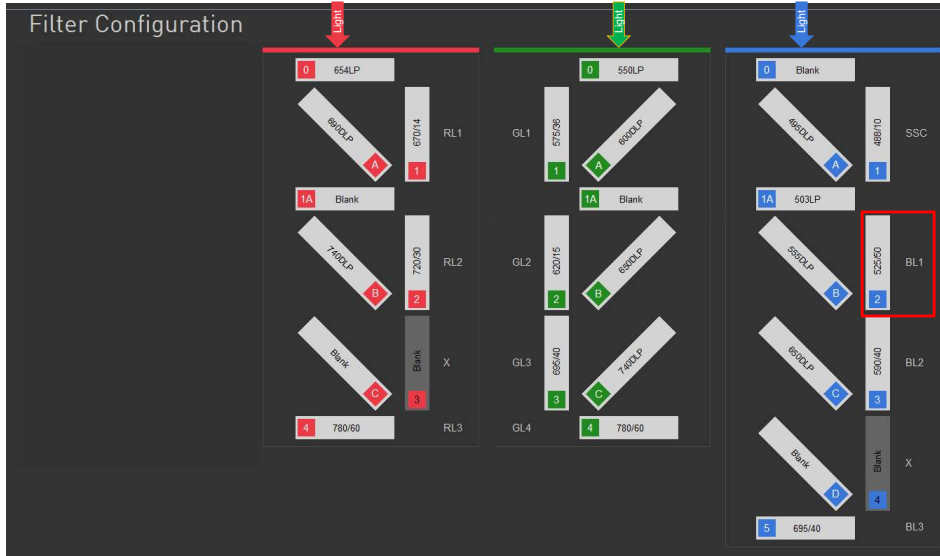 Filter Configuration
Light
Light
Light
0 654LP
690DLP
A
670/14
1
RL1
1A Blank
740DLP
B
720/30
2
RL2
Blank
C
Blank
3
X
4 780/60
RL3
0 550LP
GL1
575/36
1
600DLP
A
1A Blank
GL2
620/15
2
650DLP
B
GL3
695/40
3
740DLP
C
GL4
4 780/60
0 Blank
495DLP
A
488/10
1
SSC
1A 503LP
555DLP
B
525/50
2
BL1
650DLP
C
590/40
3
BL2
Blank
D
Blank
4
X
5 695/40
BL3